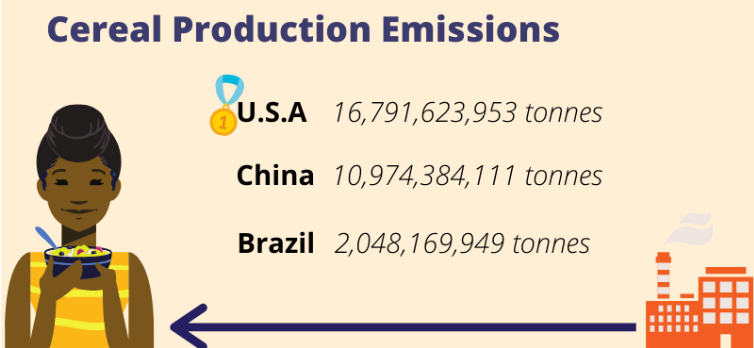 Cereal Production Emissions
1 U.S.A 16,791,623,953 tonnes
China 10,974,384,111 tonnes
Brazil 2,048,169,949 tonnes